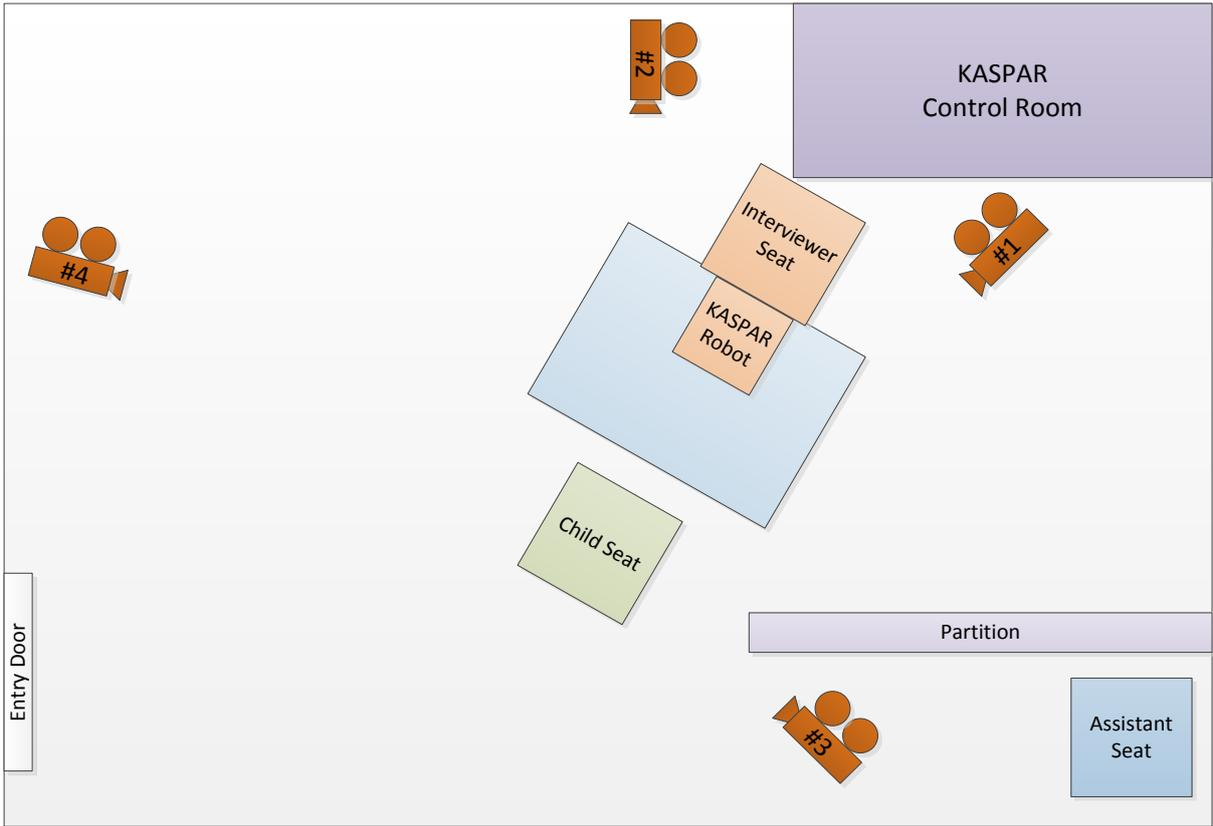 #2
KASPAR
Control Room
Interviewer
Seat
#1
#4
KASPAR
Robot
Child Seat
Entry Door
Partition
#3
Assistant
Seat